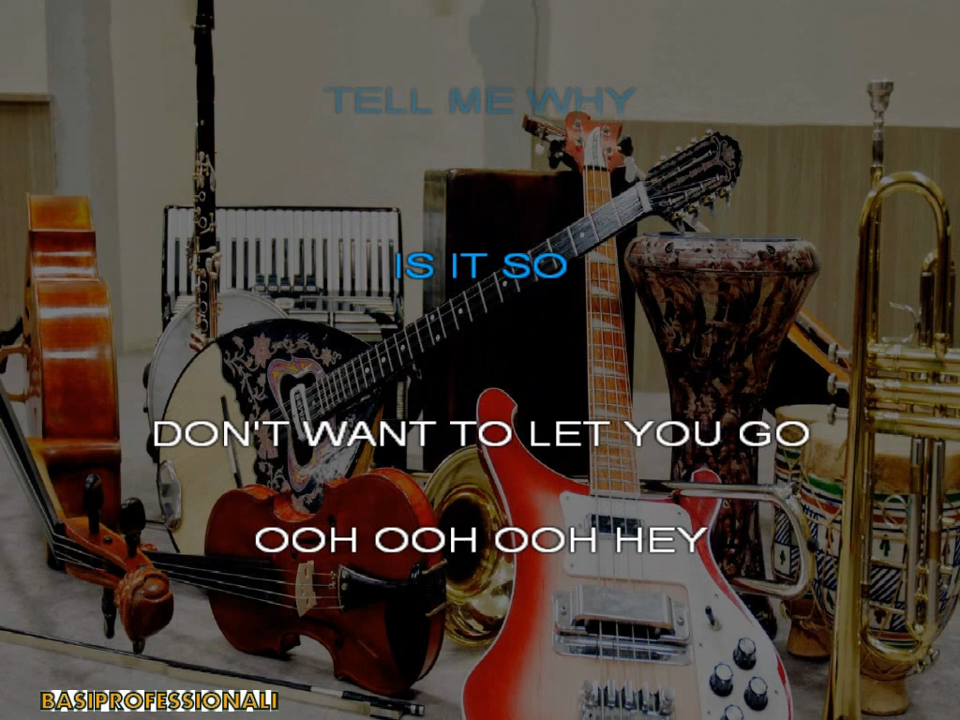 TELL ME WHY
IS IT SO
DON'T WANT TO LET YOU GO
OOH OOH OOH HEY
BASIPROFESSIONALI